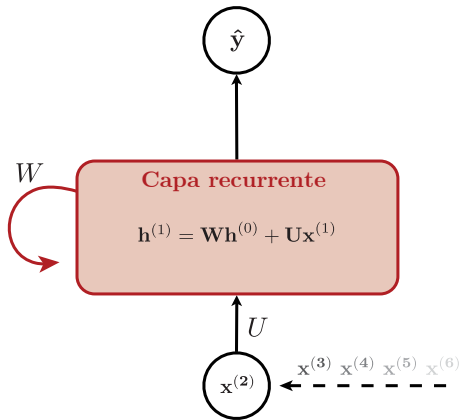 ŷ
W
Capa recurrente
h⁽¹⁾ = Wh⁽⁰⁾ + Ux⁽¹⁾
U
x⁽³⁾ x⁽⁴⁾ x⁽⁵⁾ x⁽⁶⁾
x⁽²⁾